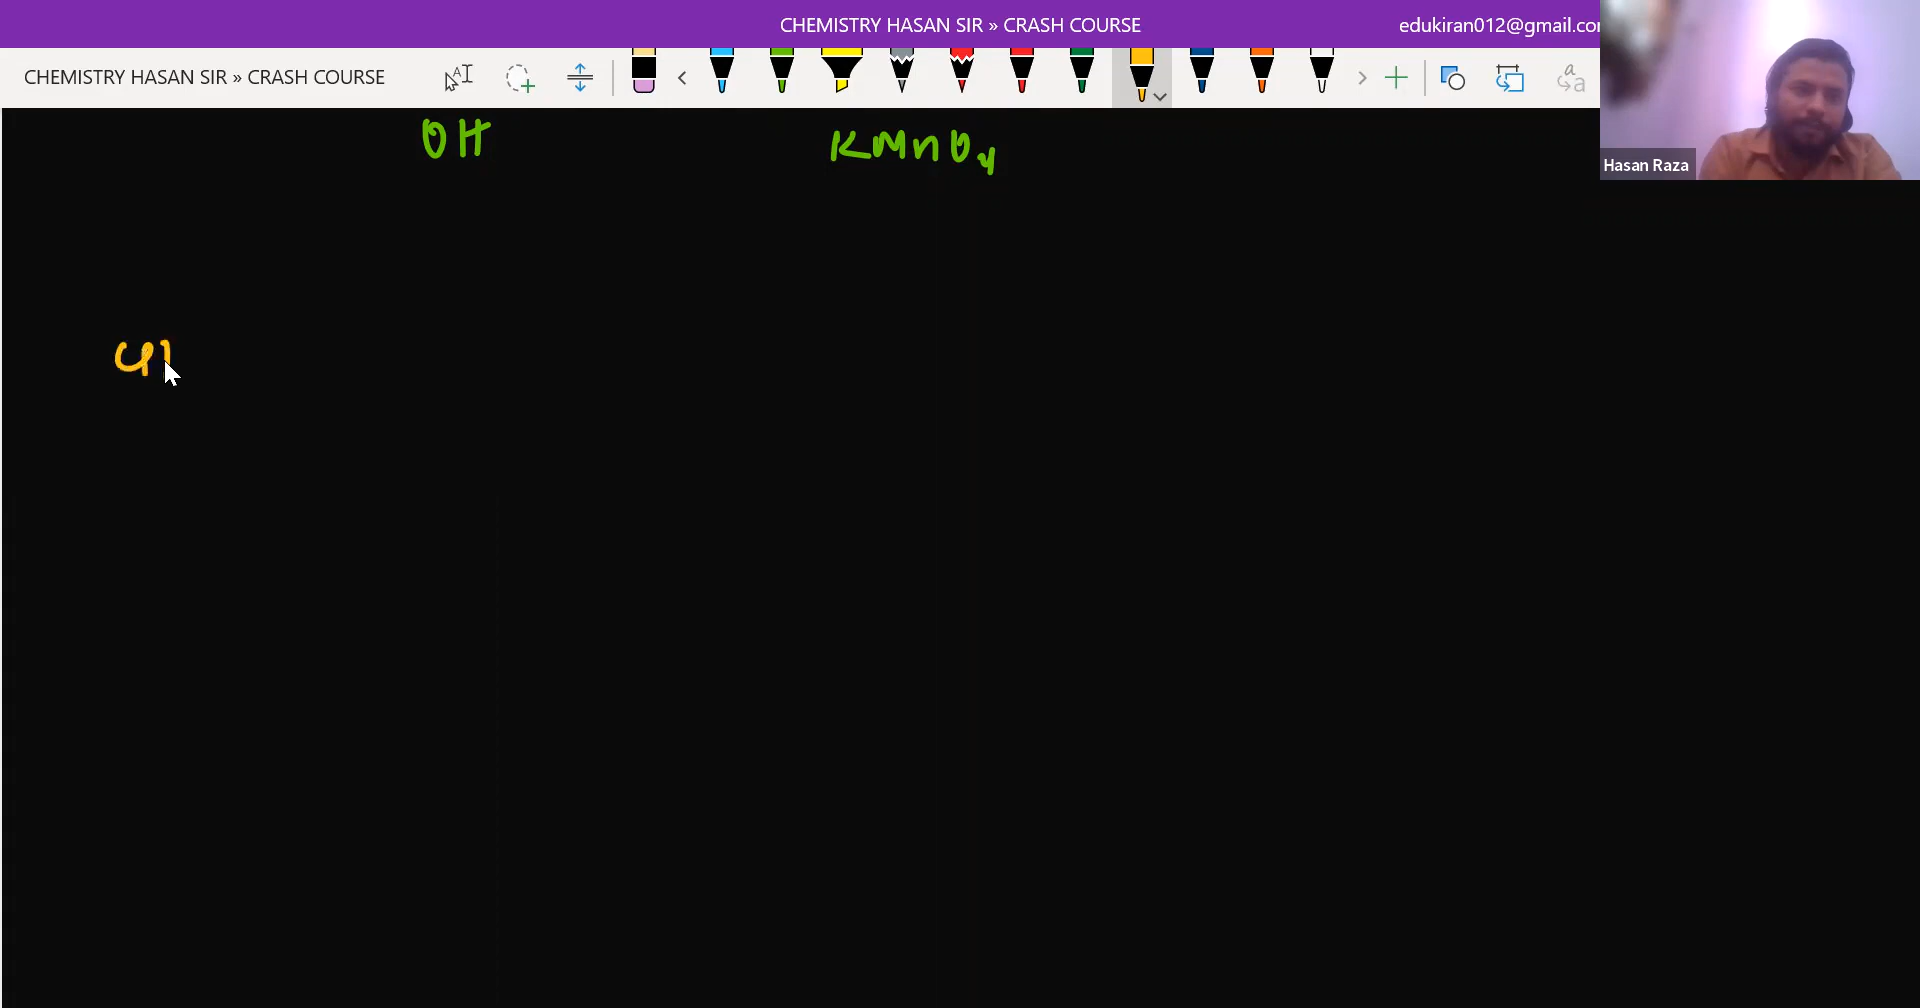 CHEMISTRY HASAN SIR » CRASH COURSE edukiran012@gmail.co
CHEMISTRY HASAN SIR » CRASH COURSE
Hasan Raza
OH KMnO4